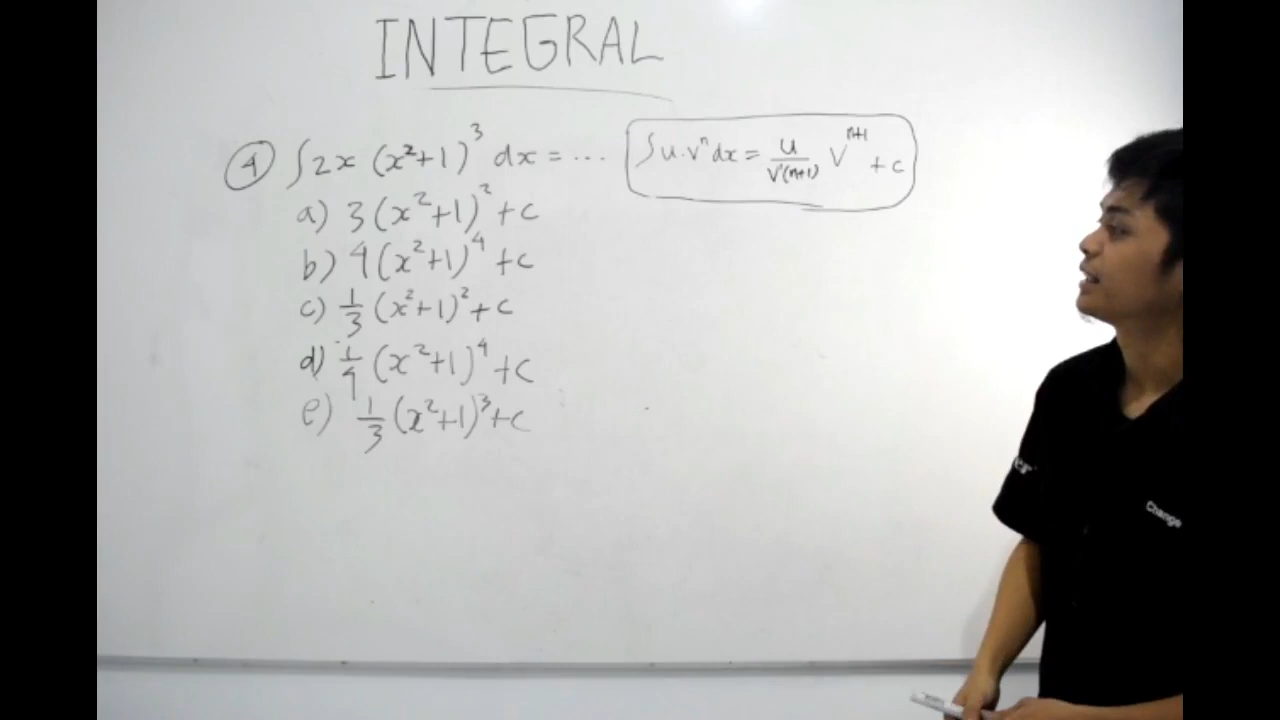 INTEGRAL
④ ∫2x (x²+1)³ dx = ... ∫u.vⁿ dx = u/v'(n+1) v^(n+1) + c
a) 3(x²+1)² + c
b) 4(x²+1)⁴ + c
c) 1/3 (x²+1)² + c
d) 1/4 (x²+1)⁴ + c
e) 1/3 (x²+1)³ + c
Change